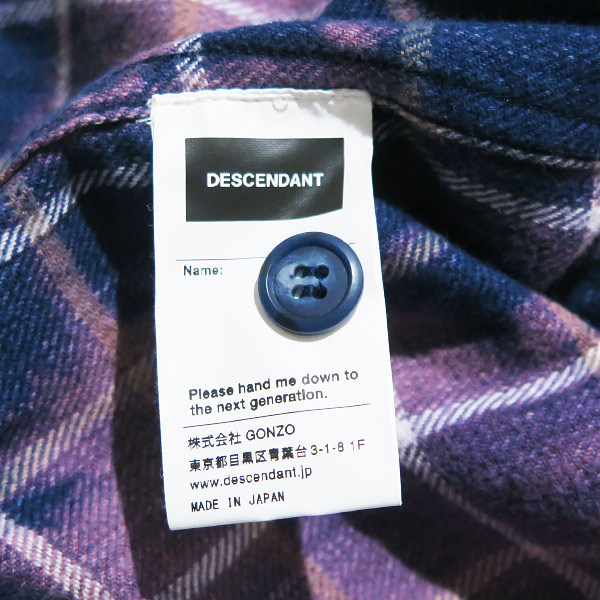 DESCENDANT
Name:
Please hand me down to
the next generation.
株式会社 GONZO
東京都目黒区青葉台3-1-8 1F
www.descendant.jp
MADE IN JAPAN